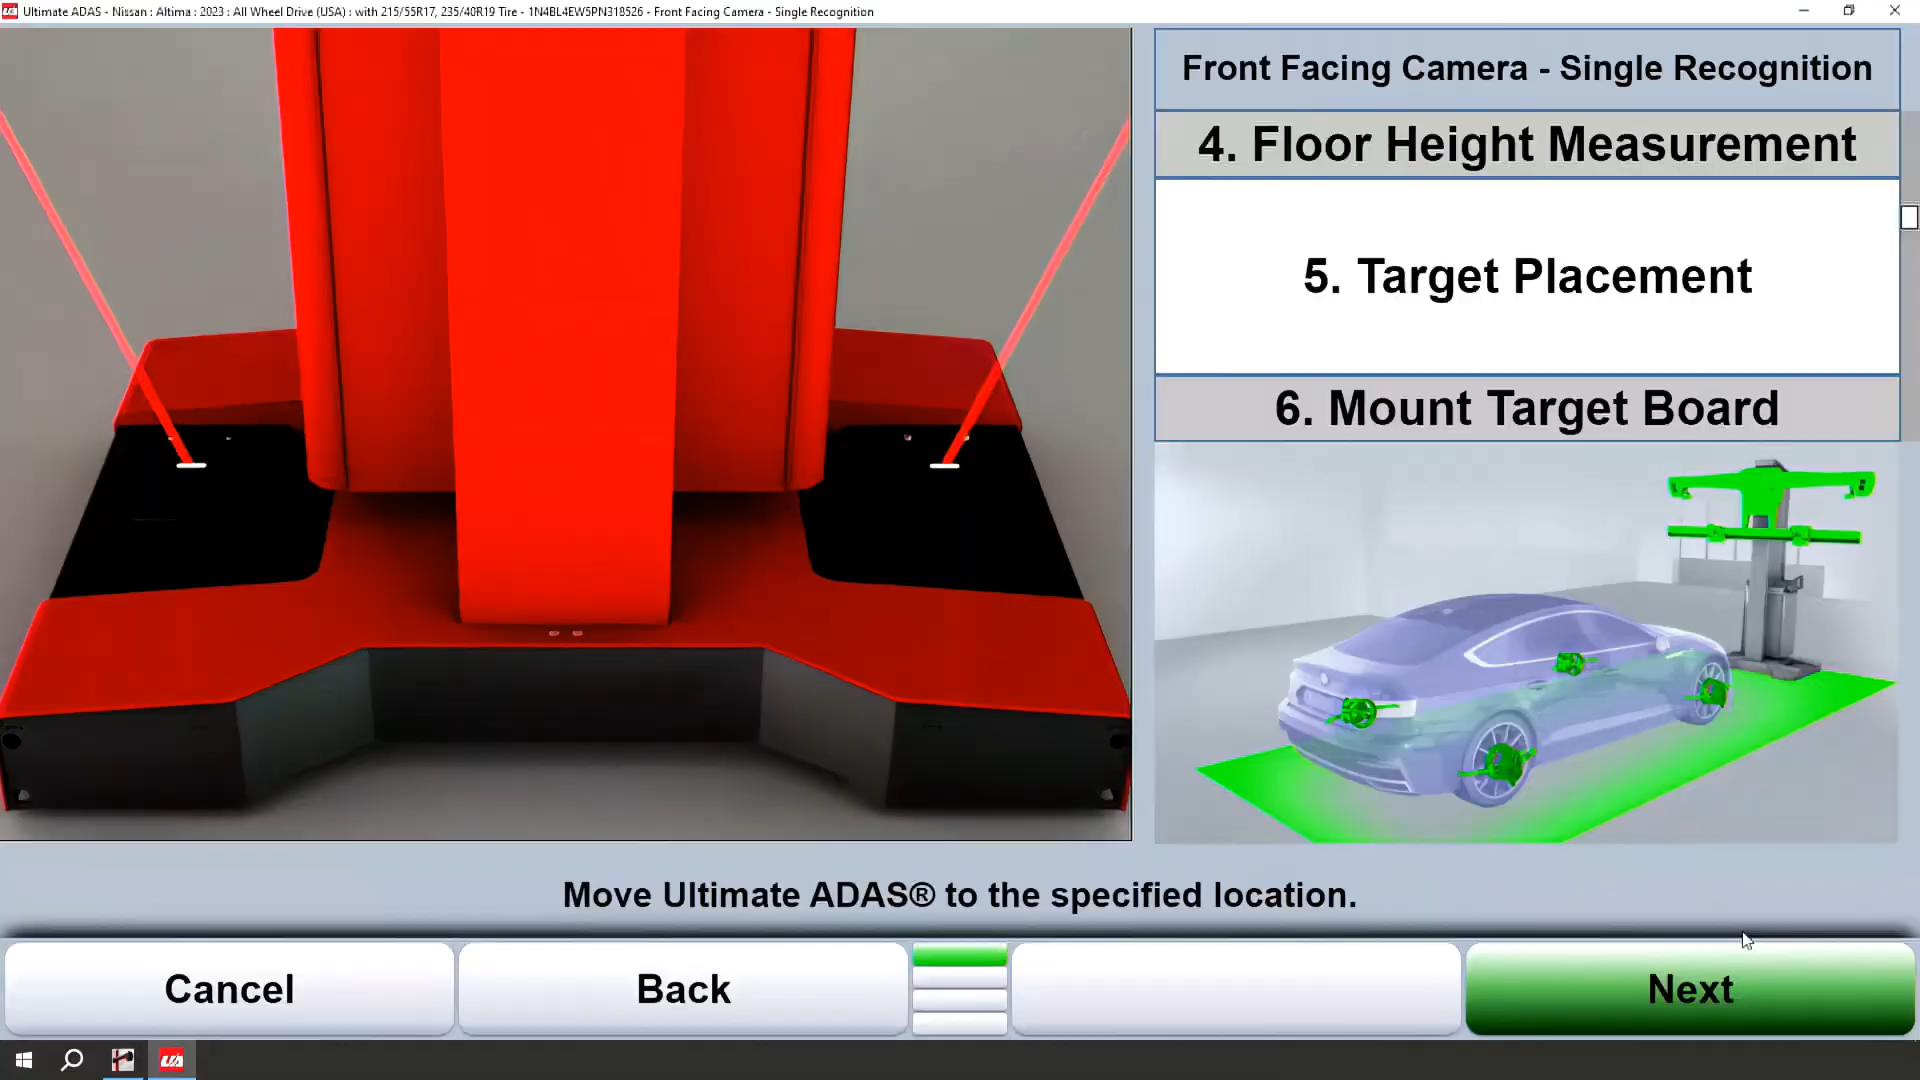 Ultimate ADAS - Nissan : Altima : 2023 : All Wheel Drive (USA) : with 215/55R17, 235/40R19 Tire - 1N4BL4EW5PN318526 - Front Facing Camera - Single Recognition
Front Facing Camera - Single Recognition
4. Floor Height Measurement
5. Target Placement
6. Mount Target Board
Move Ultimate ADAS® to the specified location.
Cancel
Back
Next